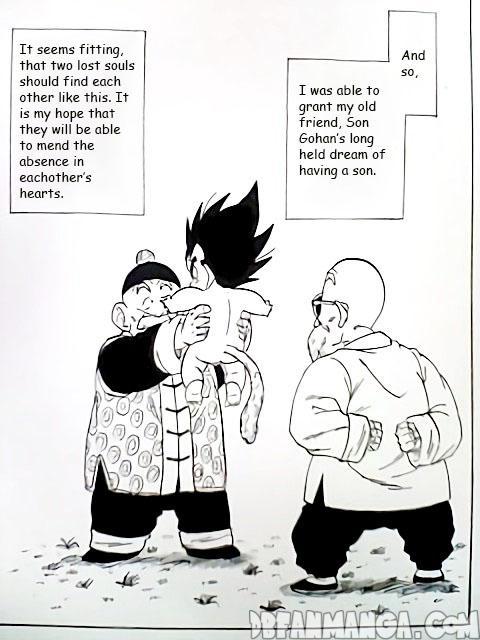 And
so,
I was able to
grant my old
friend, Son
Gohan's long
held dream of
having a son.
It seems fitting,
that two lost souls
should find each
other like this. It
is my hope that
they will be able
to mend the
absence in
eachother's
hearts.
DBFANMANGA.COM